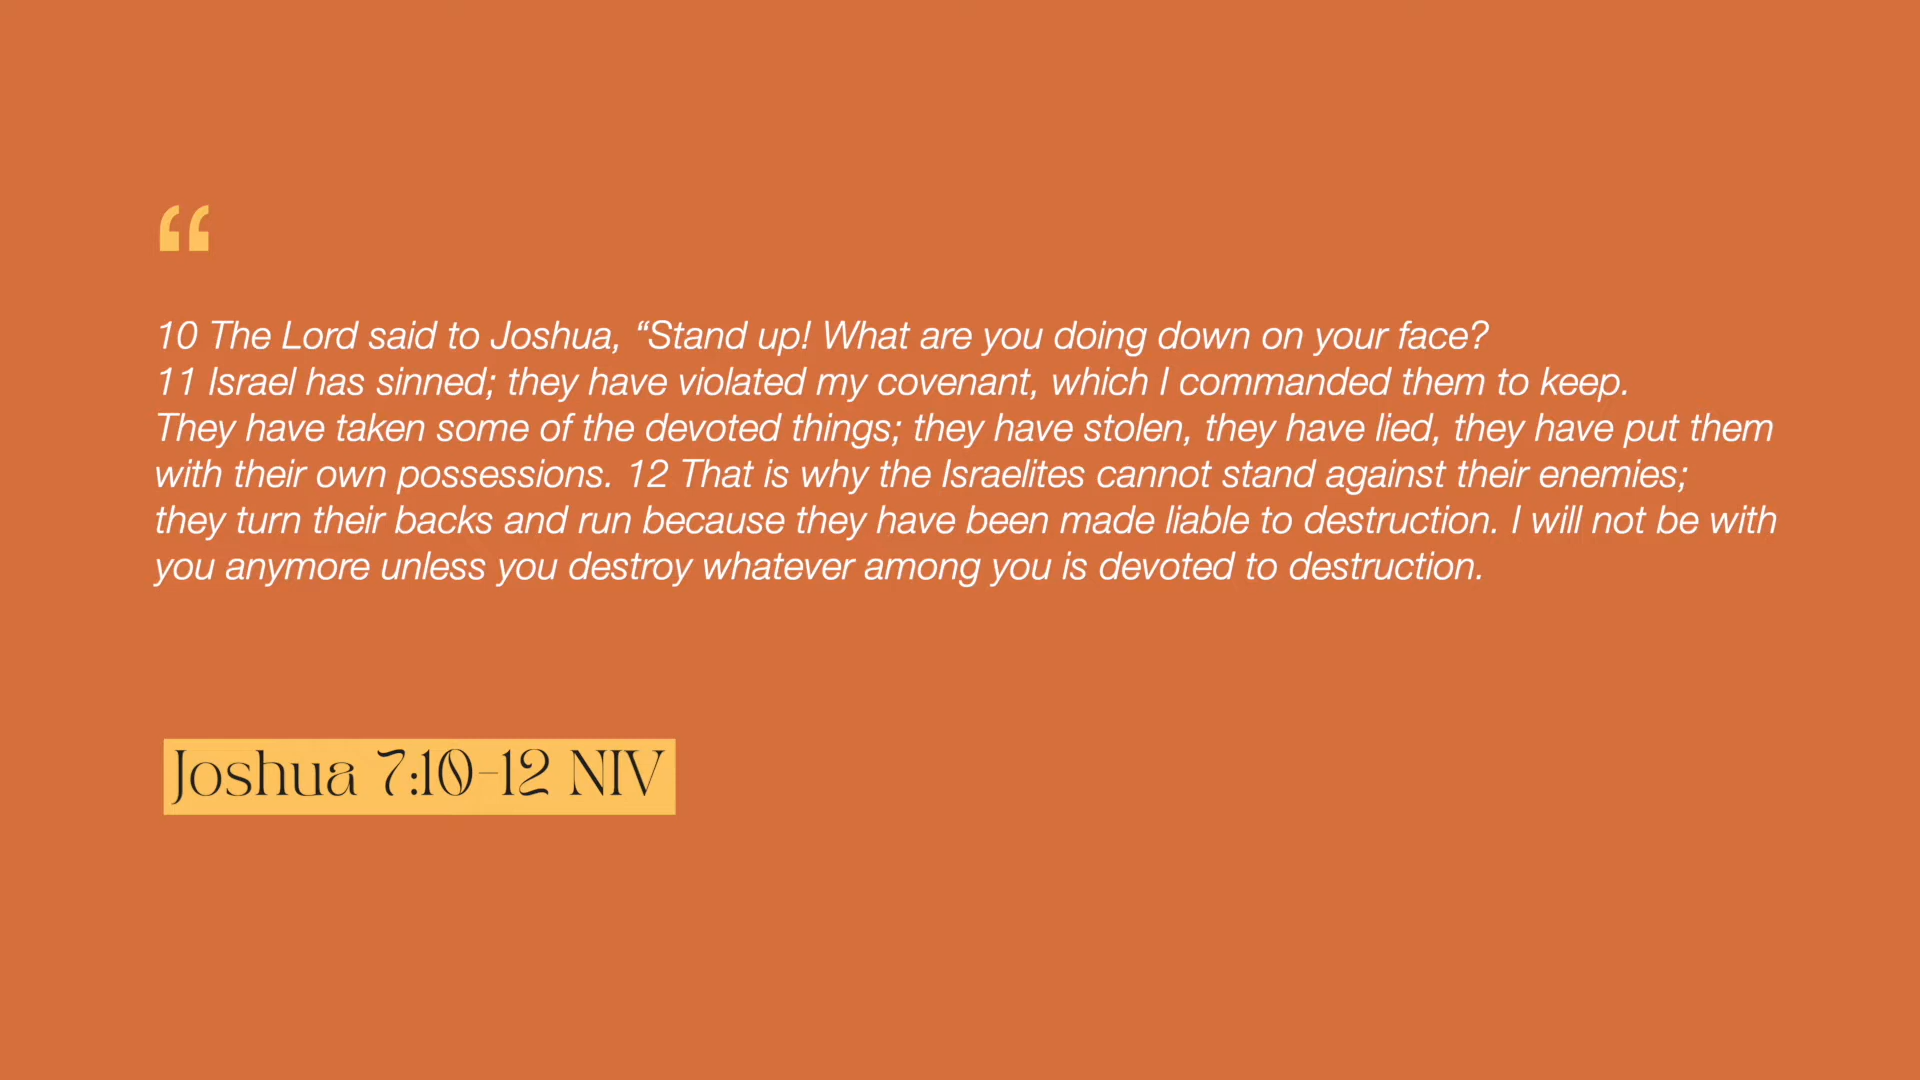 “
10 The Lord said to Joshua, “Stand up! What are you doing down on your face?
11 Israel has sinned; they have violated my covenant, which I commanded them to keep.
They have taken some of the devoted things; they have stolen, they have lied, they have put them
with their own possessions. 12 That is why the Israelites cannot stand against their enemies;
they turn their backs and run because they have been made liable to destruction. I will not be with
you anymore unless you destroy whatever among you is devoted to destruction.
Joshua 7:10-12 NIV